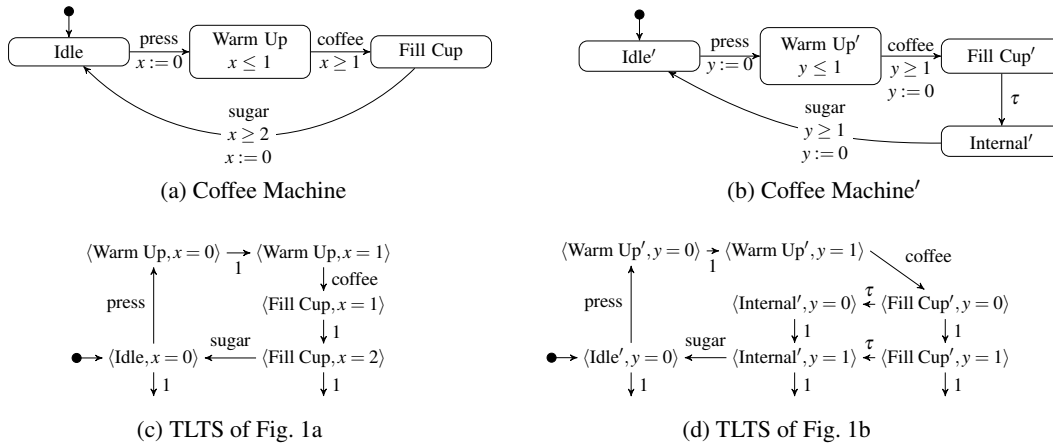 Idle
press
x := 0
Warm Up
x ≤ 1
coffee
x ≥ 1
Fill Cup
sugar
x ≥ 2
x := 0
(a) Coffee Machine
Idle′
press
y := 0
Warm Up′
y ≤ 1
coffee
y ≥ 1
y := 0
Fill Cup′
τ
Internal′
sugar
y ≥ 1
y := 0
(b) Coffee Machine′
⟨Warm Up, x = 0⟩
1
⟨Warm Up, x = 1⟩
coffee
press
⟨Fill Cup, x = 1⟩
1
⟨Idle, x = 0⟩
sugar
⟨Fill Cup, x = 2⟩
1
1
(c) TLTS of Fig. 1a
⟨Warm Up′, y = 0⟩
1
⟨Warm Up′, y = 1⟩
coffee
press
⟨Internal′, y = 0⟩
τ
⟨Fill Cup′, y = 0⟩
1
1
⟨Idle′, y = 0⟩
sugar
⟨Internal′, y = 1⟩
τ
⟨Fill Cup′, y = 1⟩
1
1
1
(d) TLTS of Fig. 1b